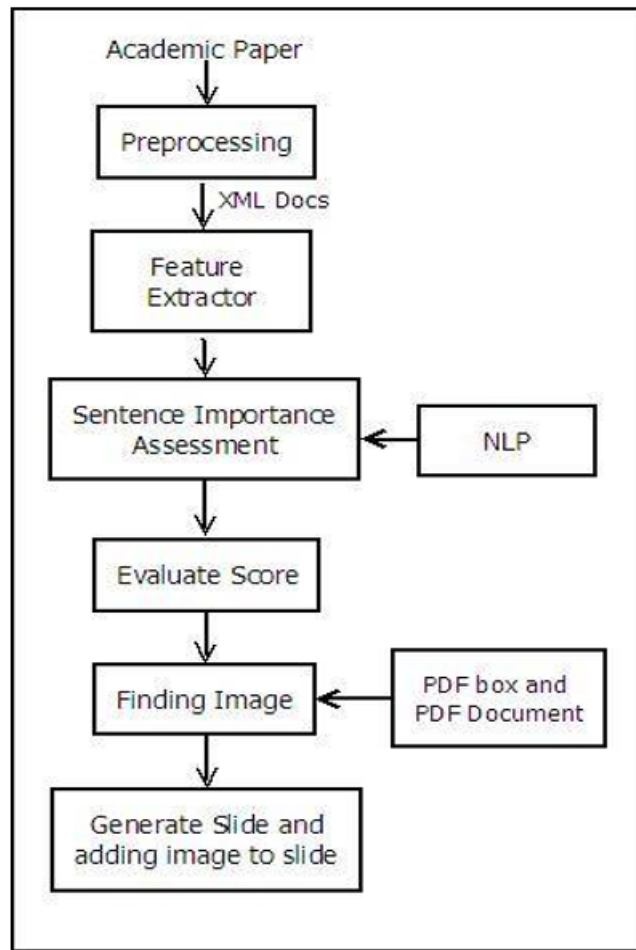 Academic Paper
Preprocessing
XML Docs
Feature
Extractor
Sentence Importance
Assessment
NLP
Evaluate Score
Finding Image
PDF box and
PDF Document
Generate Slide and
adding image to slide